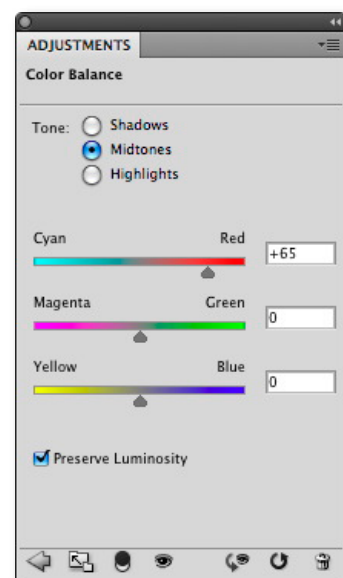 ADJUSTMENTS
Color Balance
Tone: Shadows
Midtones
Highlights
Cyan Red +65
Magenta Green 0
Yellow Blue 0
Preserve Luminosity